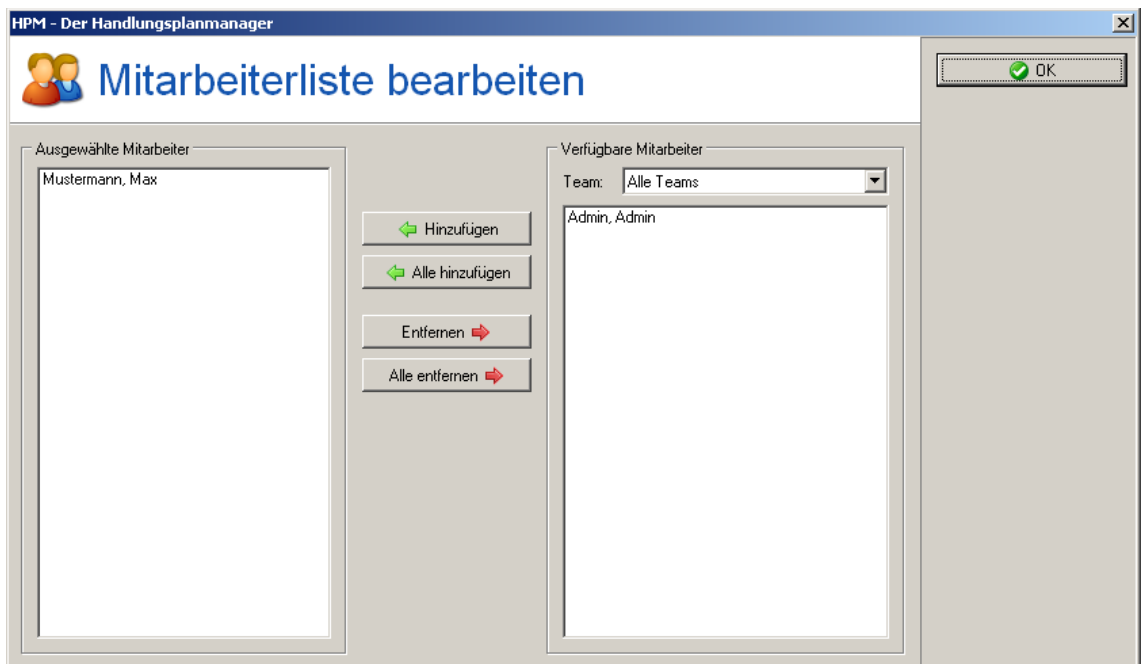 HPM - Der Handlungsplanmanager
Mitarbeiterliste bearbeiten
OK
Ausgewählte Mitarbeiter
Mustermann, Max
Hinzufügen
Alle hinzufügen
Entfernen
Alle entfernen
Verfügbare Mitarbeiter
Team: Alle Teams
Admin, Admin